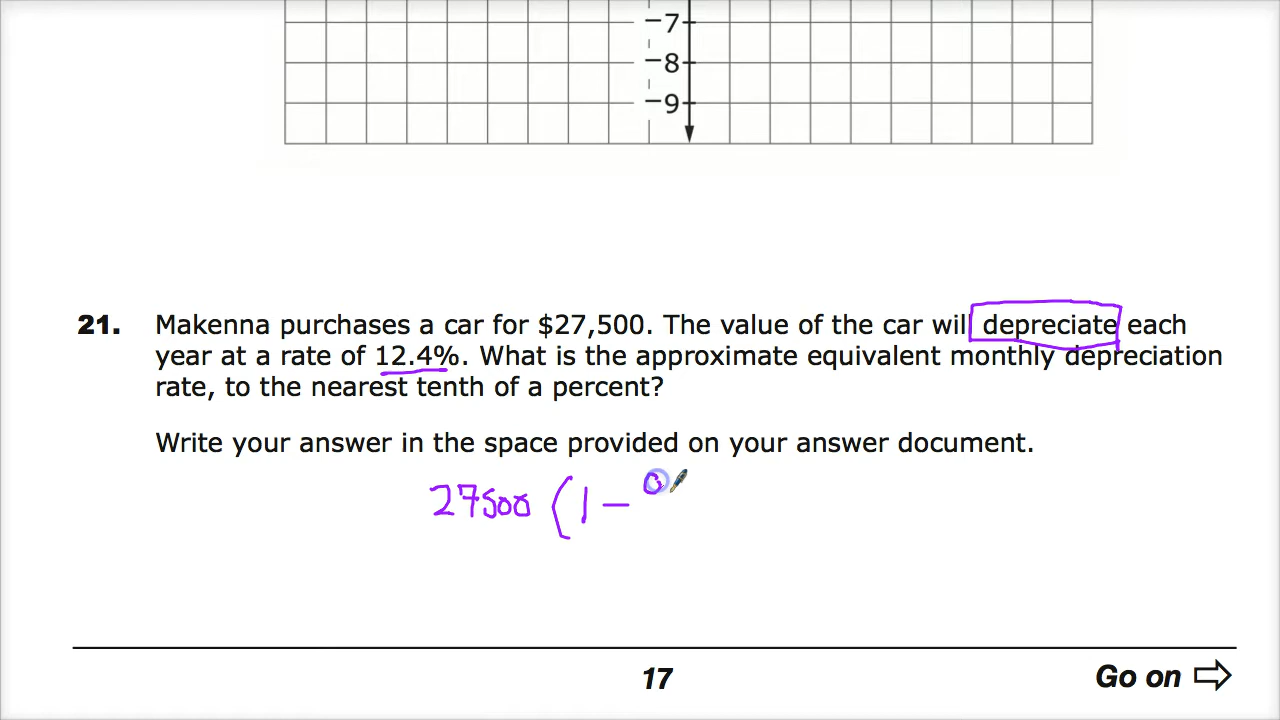 −7
−8
−9
21. Makenna purchases a car for $27,500. The value of the car will depreciate each
year at a rate of 12.4%. What is the approximate equivalent monthly depreciation
rate, to the nearest tenth of a percent?
Write your answer in the space provided on your answer document.
27500 (1 − 0
17
Go on